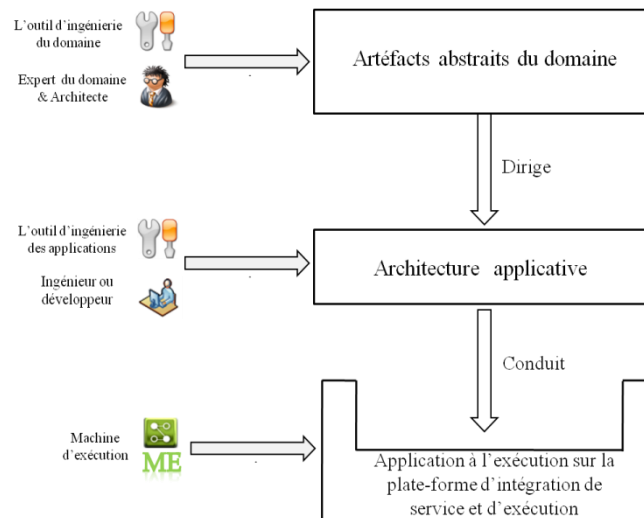 L'outil d'ingénierie
du domaine
Expert du domaine
& Architecte
Artéfacts abstraits du domaine
Dirige
L'outil d'ingénierie
des applications
Ingénieur ou
développeur
Architecture applicative
Conduit
Machine
d'exécution
ME
Application à l'exécution sur la
plate-forme d'intégration de
service et d'exécution